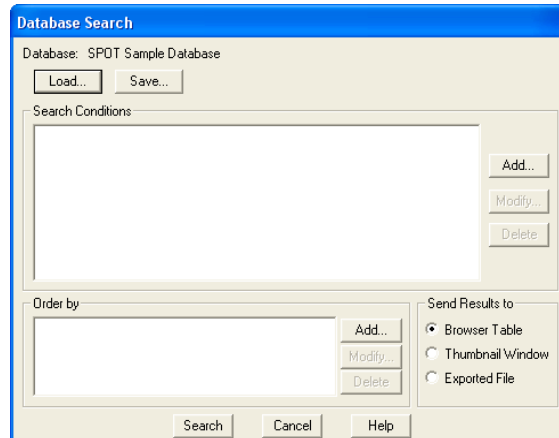 Database Search
Database: SPOT Sample Database
Load... Save...
Search Conditions
Add...
Modify...
Delete
Order by
Add...
Modify...
Delete
Send Results to
Browser Table
Thumbnail Window
Exported File
Search Cancel Help